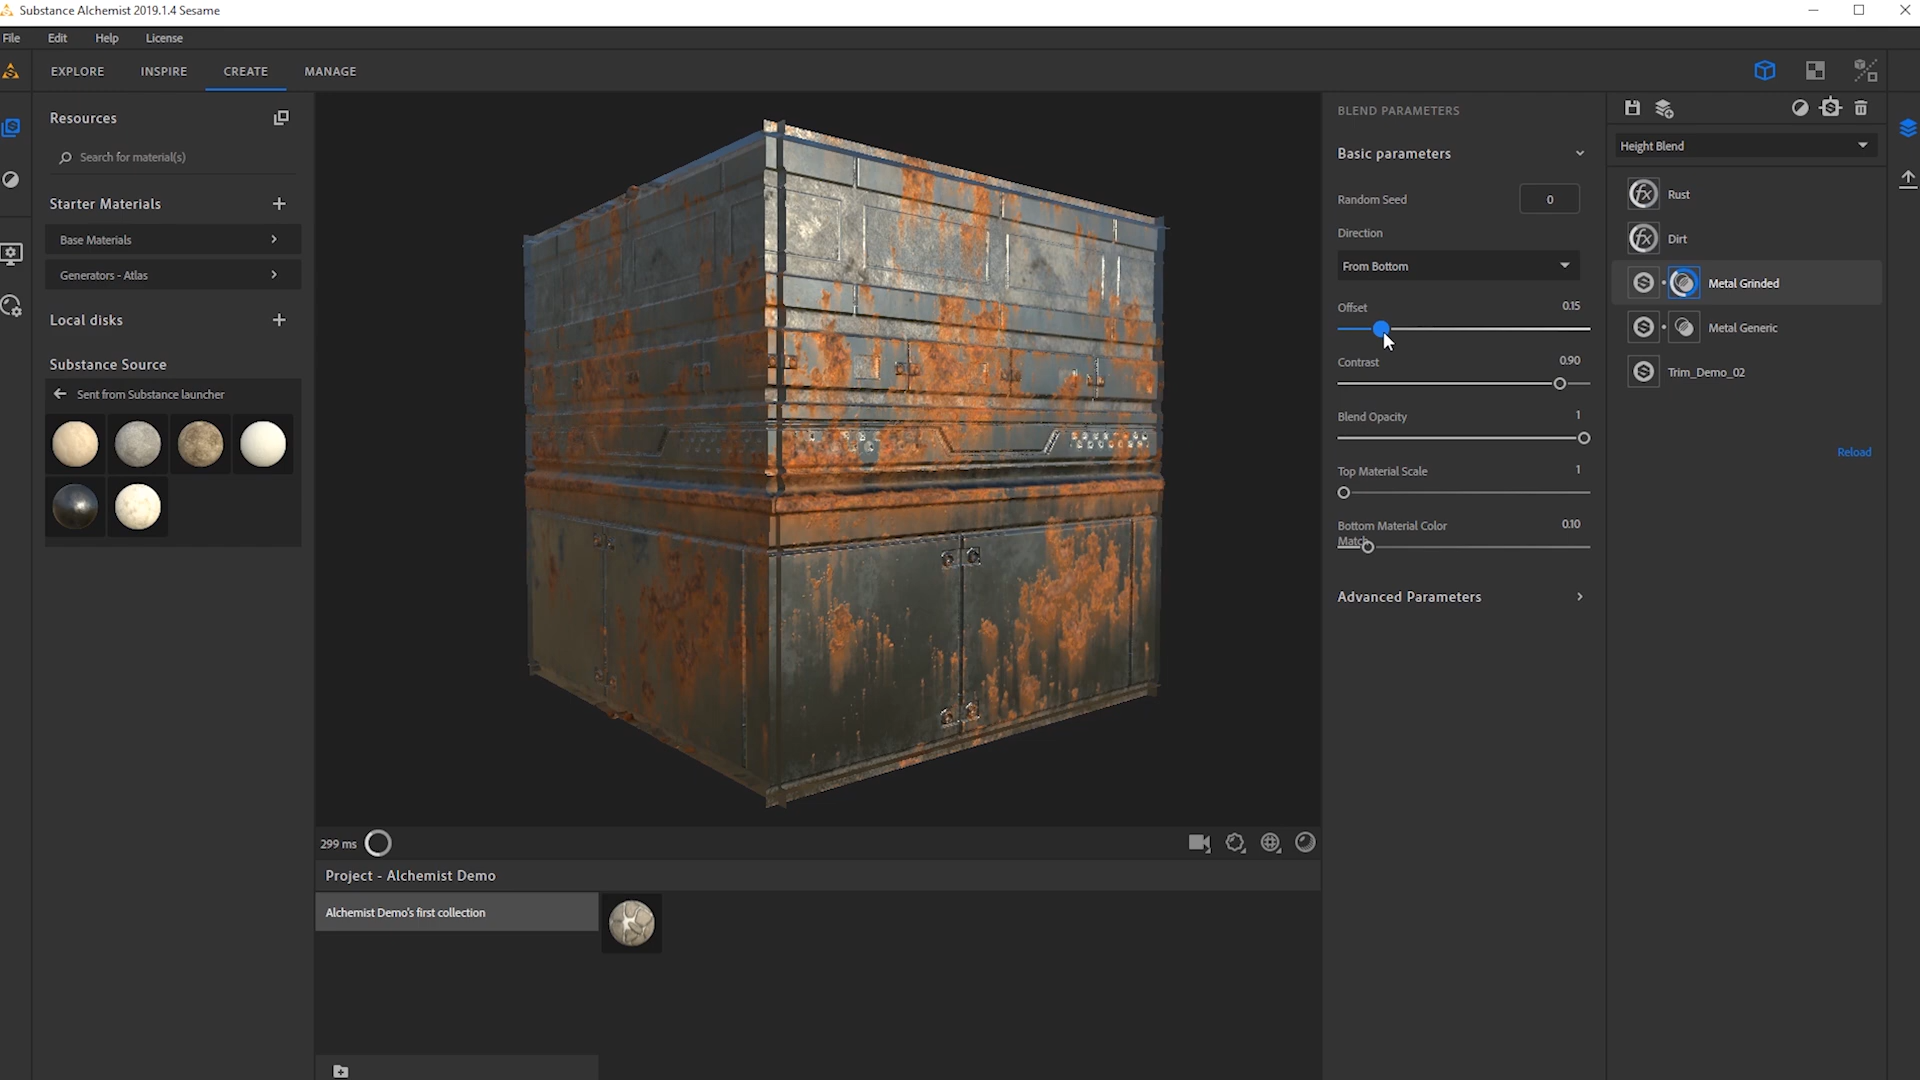 Substance Alchemist 2019.1.4 Sesame
File Edit Help License
EXPLORE INSPIRE CREATE MANAGE
Resources
Search for material(s)
Starter Materials
Base Materials
Generators - Atlas
Local disks
Substance Source
Sent from Substance launcher
299 ms
Project - Alchemist Demo
Alchemist Demo's first collection
BLEND PARAMETERS
Basic parameters
Random Seed 0
Direction
From Bottom
Offset 0.15
Contrast 0.90
Blend Opacity 1
Top Material Scale 1
Bottom Material Color 0.10
Match
Advanced Parameters
Height Blend
Rust
Dirt
Metal Grinded
Metal Generic
Trim_Demo_02
Reload